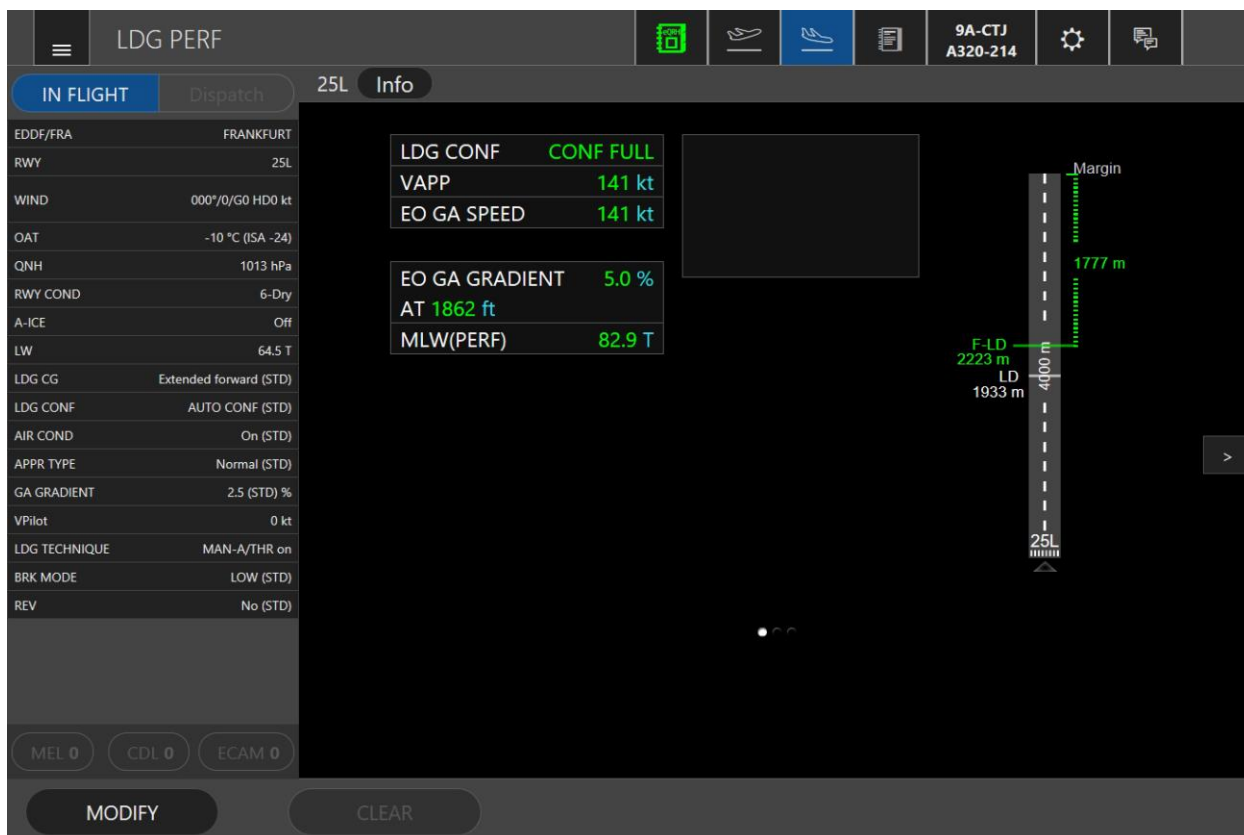 LDG PERF
eQRH
9A-CTJ
A320-214
IN FLIGHT
Dispatch
25L
Info
EDDF/FRA FRANKFURT
RWY 25L
WIND 000°/0/G0 HD0 kt
OAT -10 °C (ISA -24)
QNH 1013 hPa
RWY COND 6-Dry
A-ICE Off
LW 64.5 T
LDG CG Extended forward (STD)
LDG CONF AUTO CONF (STD)
AIR COND On (STD)
APPR TYPE Normal (STD)
GA GRADIENT 2.5 (STD) %
VPilot 0 kt
LDG TECHNIQUE MAN-A/THR on
BRK MODE LOW (STD)
REV No (STD)
MEL 0
CDL 0
ECAM 0
MODIFY
CLEAR
LDG CONF CONF FULL
VAPP 141 kt
EO GA SPEED 141 kt
EO GA GRADIENT 5.0 %
AT 1862 ft
MLW(PERF) 82.9 T
Margin
1777 m
F-LD
2223 m
LD
1933 m
4000 m
25L
>